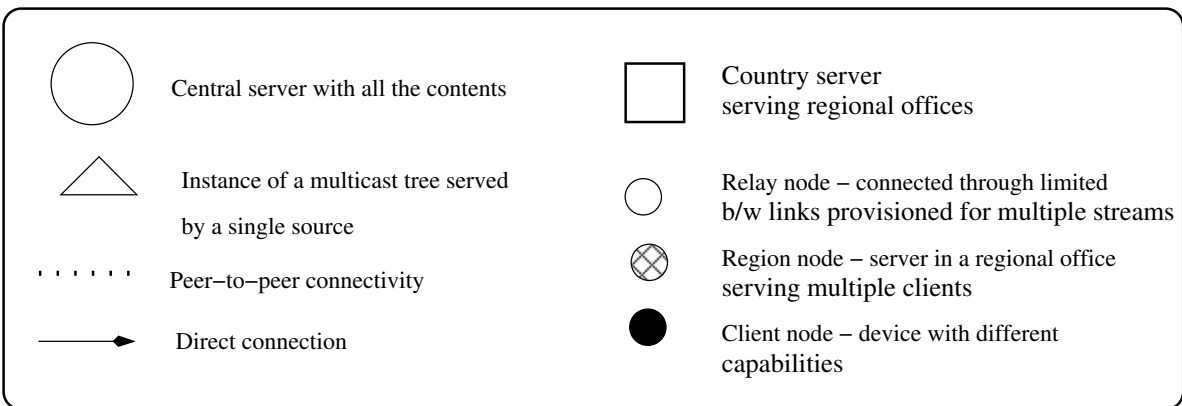 Central server with all the contents
Instance of a multicast tree served
by a single source
Peer−to−peer connectivity
Direct connection
Country server
serving regional offices
Relay node − connected through limited
b/w links provisioned for multiple streams
Region node − server in a regional office
serving multiple clients
Client node − device with different
capabilities